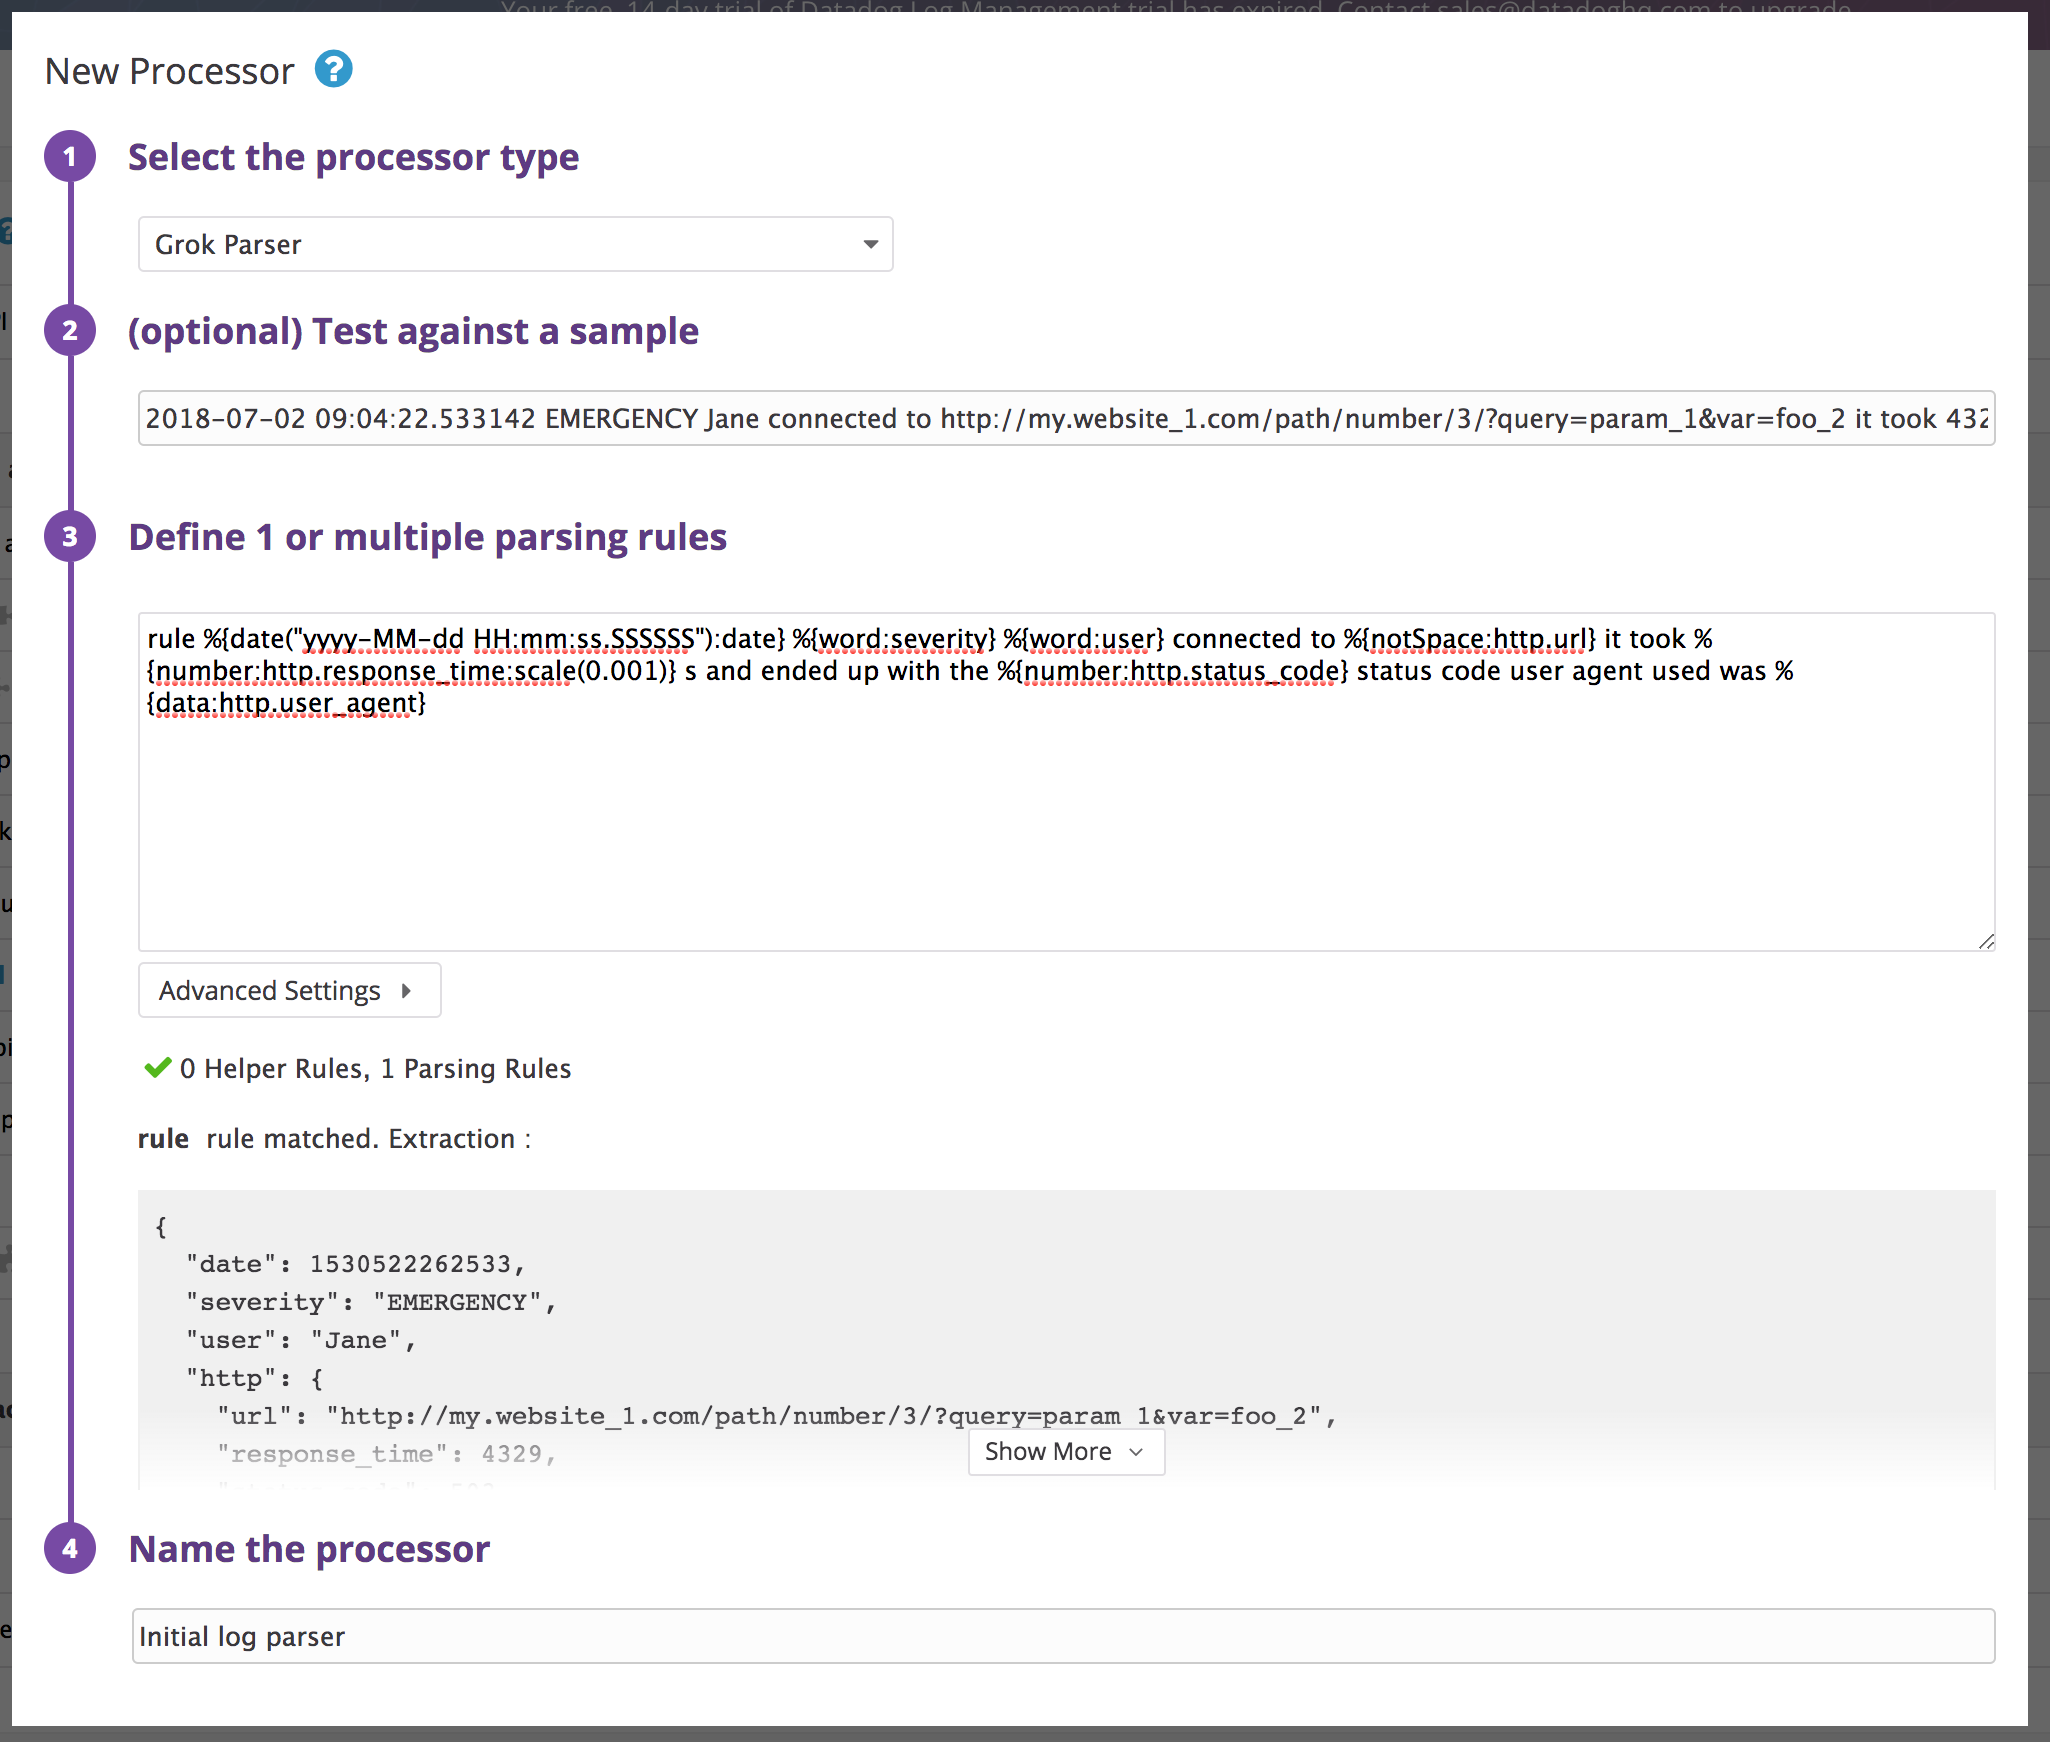 Your free, 14-day trial of Datadog Log Management trial has expired. Contact sales@datadoghq.com to upgrade
New Processor ?
1 Select the processor type
Grok Parser
2 (optional) Test against a sample
2018-07-02 09:04:22.533142 EMERGENCY Jane connected to http://my.website_1.com/path/number/3/?query=param_1&var=foo_2 it took 432
3 Define 1 or multiple parsing rules
rule %{date("yyyy-MM-dd HH:mm:ss.SSSSSS"):date} %{word:severity} %{word:user} connected to %{notSpace:http.url} it took %
{number:http.response_time:scale(0.001)} s and ended up with the %{number:http.status_code} status code user agent used was %
{data:http.user_agent}
Advanced Settings
0 Helper Rules, 1 Parsing Rules
rule rule matched. Extraction :
{
"date": 1530522262533,
"severity": "EMERGENCY",
"user": "Jane",
"http": {
"url": "http://my.website_1.com/path/number/3/?query=param_1&var=foo_2",
"response_time": 4329,
Show More
4 Name the processor
Initial log parser